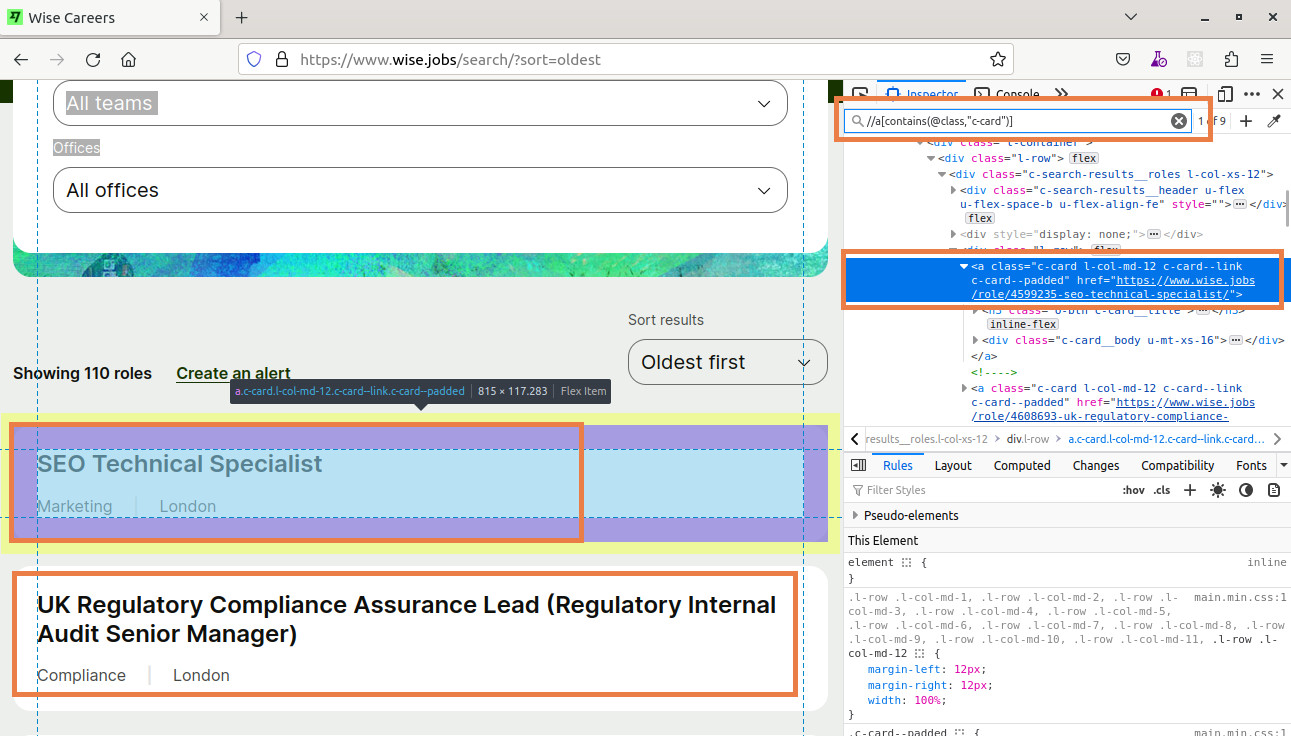 Wise Careers
https://www.wise.jobs/search/?sort=oldest
All teams
Offices
All offices
Sort results
Oldest first
Showing 110 roles
Create an alert
a.c-card.l-col-md-12.c-card--link.c-card--padded 815 × 117.283 Flex Item
SEO Technical Specialist
Marketing
London
UK Regulatory Compliance Assurance Lead (Regulatory Internal
Audit Senior Manager)
Compliance
London
Inspector
Console
1
//a[contains(@class,"c-card")]
1 of 9
<div class="l-container">
<div class="l-row"> flex
<div class="c-search-results__roles l-col-xs-12">
<div class="c-search-results__header u-flex
u-flex-space-b u-flex-align-fe" style=""> </div>
flex
<div style="display: none;"> </div>
<div class="l-row"> flex
<a class="c-card l-col-md-12 c-card--link
c-card--padded" href="https://www.wise.jobs
/role/4599235-seo-technical-specialist/">
</h3>
inline-flex
<div class="c-card__body u-mt-xs-16"> </div>
</a>
<!---->
<a class="c-card l-col-md-12 c-card--link
c-card--padded" href="https://www.wise.jobs
/role/4608693-uk-regulatory-compliance-
results__roles.l-col-xs-12 div.l-row a.c-card.l-col-md-12.c-card--link.c-card…
Rules
Layout
Computed
Changes
Compatibility
Fonts
Filter Styles
:hov .cls
Pseudo-elements
This Element
element {
inline
}
.l-row .l-col-md-1, .l-row .l-col-md-2, .l-row .l- main.min.css:1
col-md-3, .l-row .l-col-md-4, .l-row .l-col-md-5,
.l-row .l-col-md-6, .l-row .l-col-md-7, .l-row .l-col-md-8, .l-row
.l-col-md-9, .l-row .l-col-md-10, .l-row .l-col-md-11, .l-row .l-
col-md-12 {
margin-left: 12px;
margin-right: 12px;
width: 100%;
}
.c-card--padded {
main.min.css:1